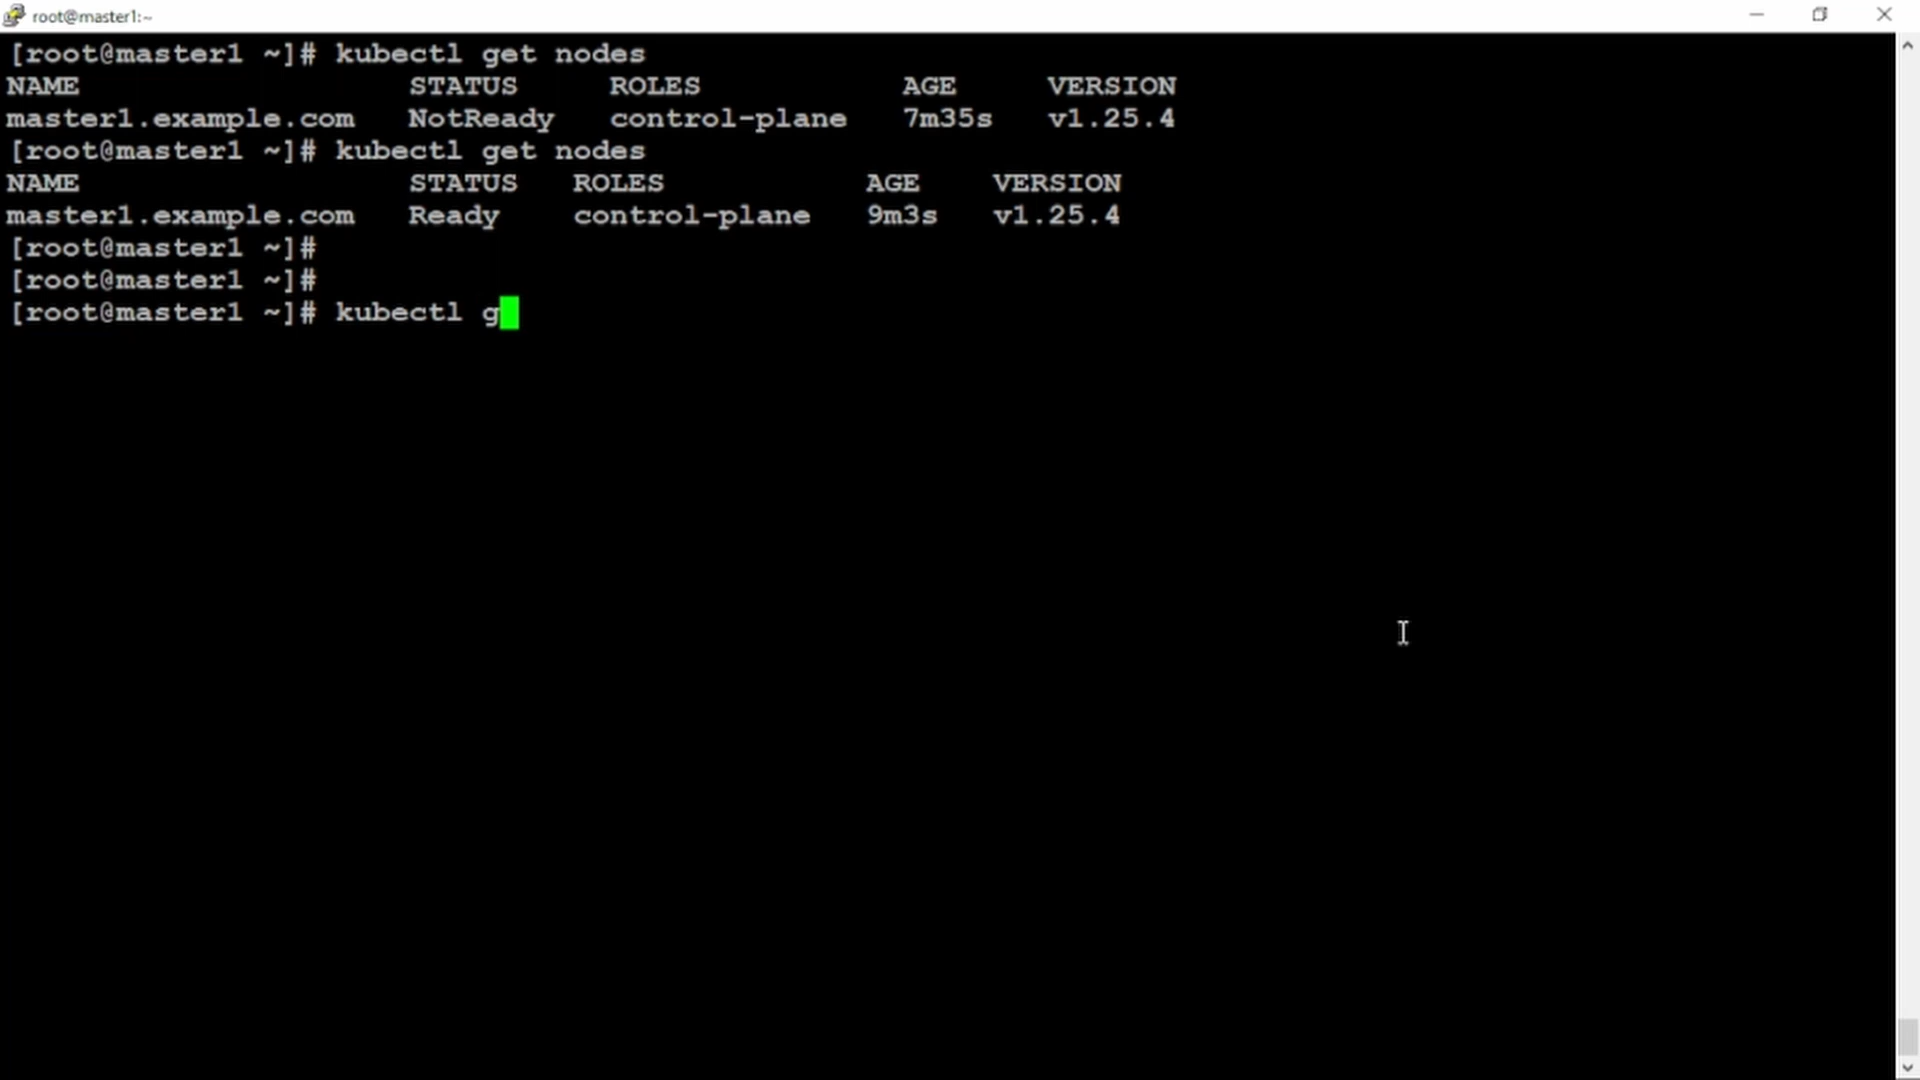 root@master1:~
[root@master1 ~]# kubectl get nodes
NAME STATUS ROLES AGE VERSION
master1.example.com NotReady control-plane 7m35s v1.25.4
[root@master1 ~]# kubectl get nodes
NAME STATUS ROLES AGE VERSION
master1.example.com Ready control-plane 9m3s v1.25.4
[root@master1 ~]#
[root@master1 ~]#
[root@master1 ~]# kubectl g